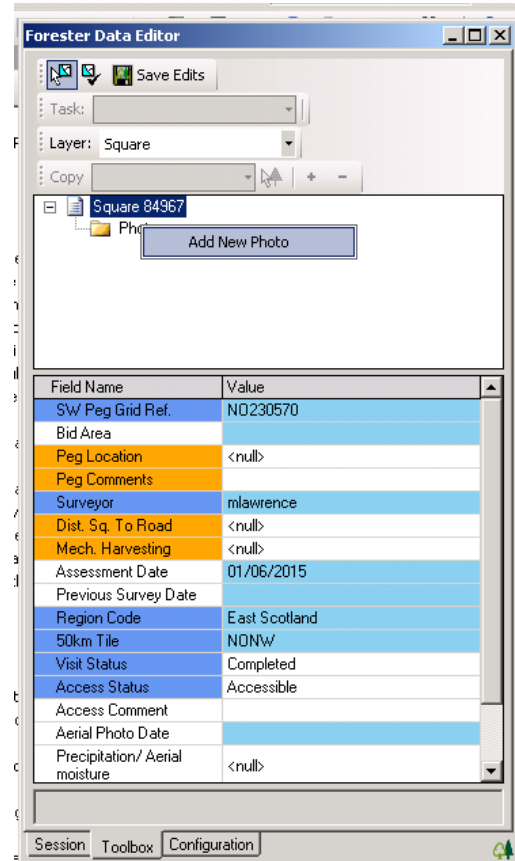 Forester Data Editor
Save Edits
Task:
Layer: Square
Copy
Square 84967
Add New Photo
Field Name Value
SW Peg Grid Ref. NO230570
Bid Area
Peg Location <null>
Peg Comments
Surveyor mlawrence
Dist. Sq. To Road <null>
Mech. Harvesting <null>
Assessment Date 01/06/2015
Previous Survey Date
Region Code East Scotland
50km Tile NONW
Visit Status Completed
Access Status Accessible
Access Comment
Aerial Photo Date
Precipitation/ Aerial
moisture <null>
Session Toolbox Configuration